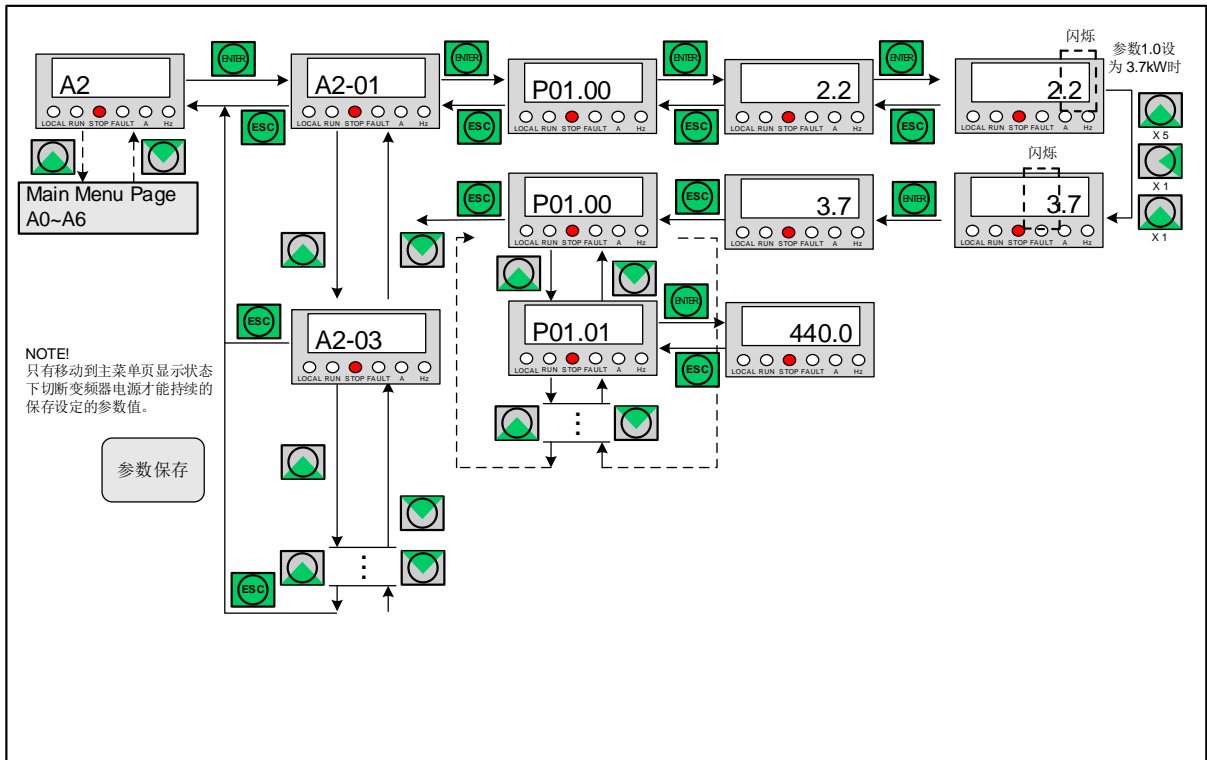 闪烁
参数1.0设
为 3.7kW时
ENTER
ENTER
ENTER
ENTER
A2
A2-01
P01.00
2.2
2.2
LOCAL RUN STOP FAULT A Hz
LOCAL RUN STOP FAULT A Hz
LOCAL RUN STOP FAULT A Hz
LOCAL RUN STOP FAULT A Hz
LOCAL RUN STOP FAULT A Hz
ESC
ESC
ESC
ESC
X 5
X 1
X 1
闪烁
Main Menu Page
A0~A6
ESC
P01.00
ESC
3.7
ENTER
3.7
LOCAL RUN STOP FAULT A Hz
LOCAL RUN STOP FAULT A Hz
LOCAL RUN STOP FAULT A Hz
ESC
A2-03
LOCAL RUN STOP FAULT A Hz
P01.01
LOCAL RUN STOP FAULT A Hz
ENTER
ESC
440.0
LOCAL RUN STOP FAULT A Hz
NOTE!
只有移动到主菜单页显示状态
下切断变频器电源才能持续的
保存设定的参数值。
参数保存
ESC